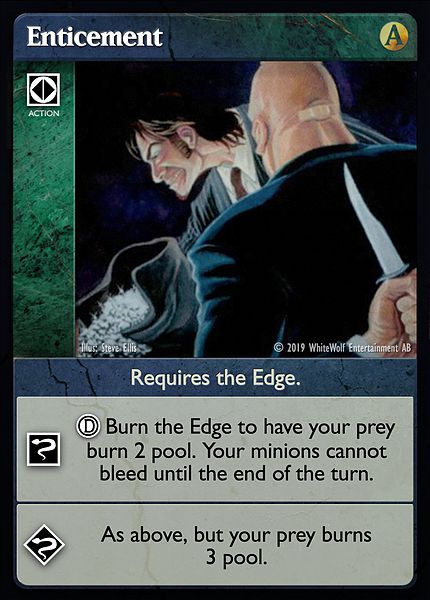 Enticement
A
ACTION
Illus: Steve Ellis
© 2019 WhiteWolf Entertainment AB
Requires the Edge.
D Burn the Edge to have your prey
burn 2 pool. Your minions cannot
bleed until the end of the turn.
As above, but your prey burns
3 pool.